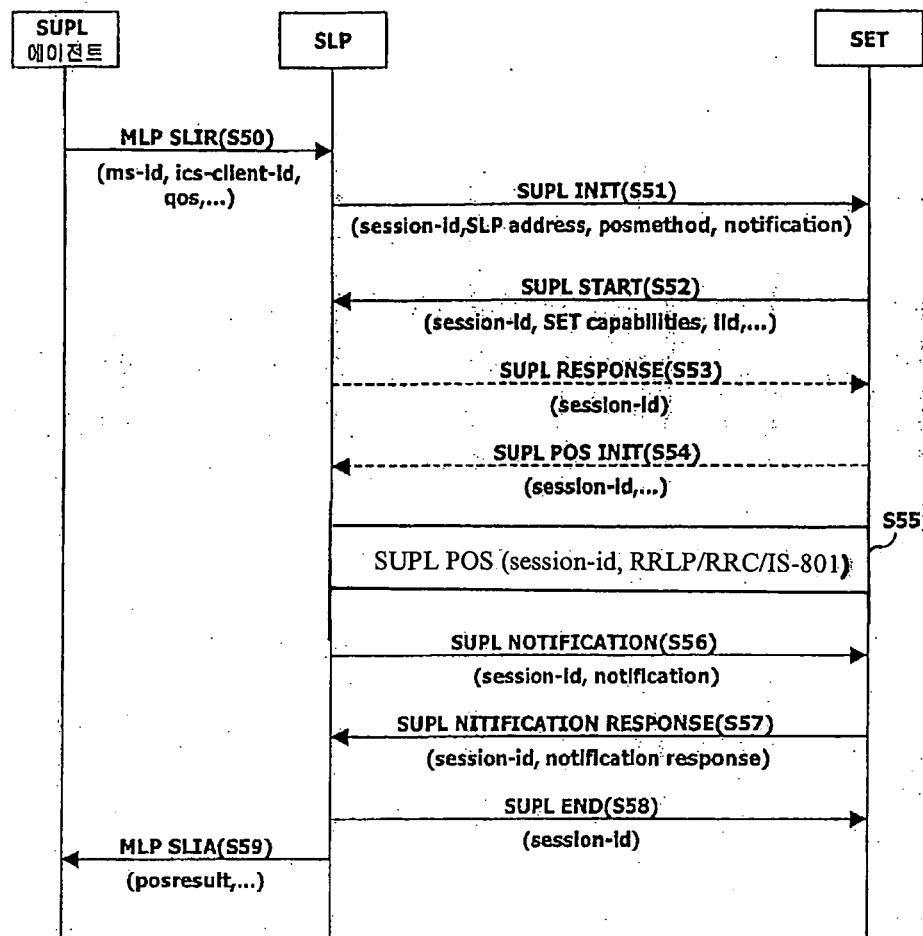 SUPL
에이전트
SLP
SET
MLP SLIR(S50)
(ms-id, ics-client-id,
qos,...)
SUPL INIT(S51)
(session-id,SLP address, posmethod, notification)
SUPL START(S52)
(session-id, SET capabilities, lid,...)
SUPL RESPONSE(S53)
(session-id)
SUPL POS INIT(S54)
(session-id,...)
S55
SUPL POS (session-id, RRLP/RRC/IS-801)
SUPL NOTIFICATION(S56)
(session-id, notification)
SUPL NITIFICATION RESPONSE(S57)
(session-id, notification response)
SUPL END(S58)
(session-id)
MLP SLIA(S59)
(posresult,...)